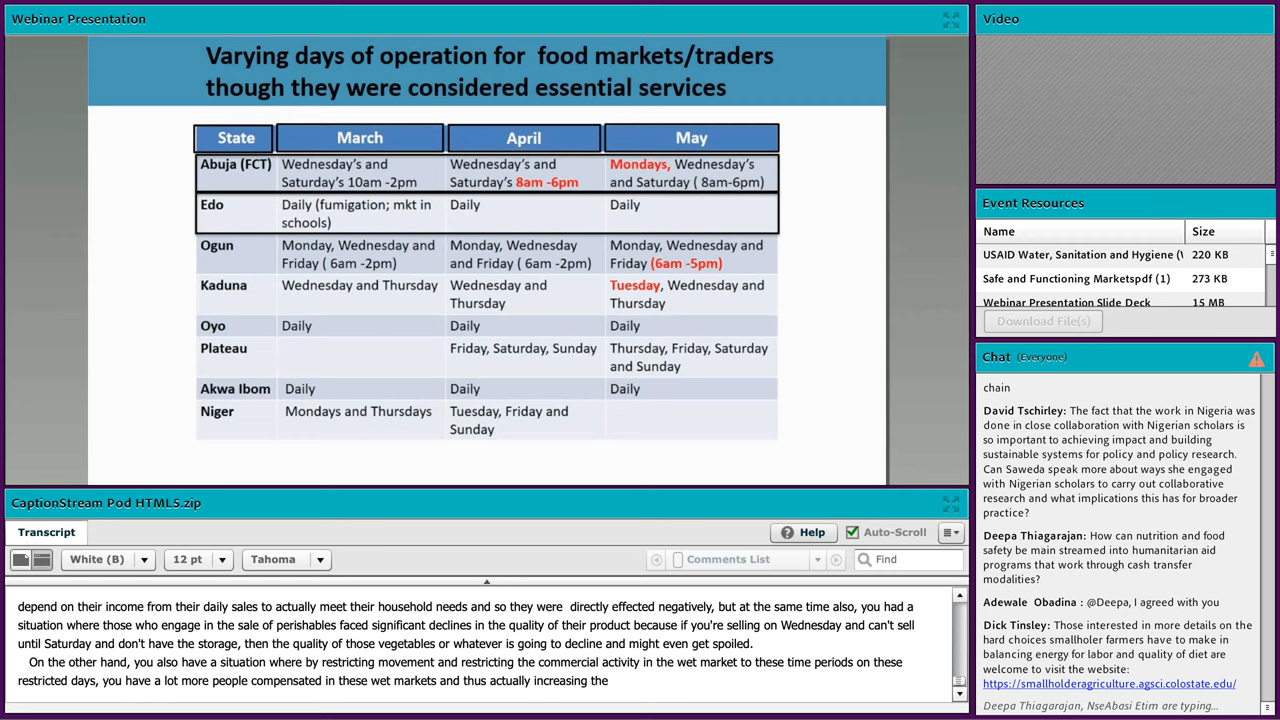 Webinar Presentation
Varying days of operation for food markets/traders
though they were considered essential services
State March April May
Abuja (FCT) Wednesday's and Wednesday's and Mondays, Wednesday's
Saturday's 10am -2pm Saturday's 8am -6pm and Saturday ( 8am-6pm)
Edo Daily (fumigation; mkt in Daily Daily
schools)
Ogun Monday, Wednesday and Monday, Wednesday Monday, Wednesday and
Friday ( 6am -2pm) and Friday ( 6am -2pm) Friday (6am -5pm)
Kaduna Wednesday and Thursday Wednesday and Tuesday, Wednesday and
Thursday Thursday
Oyo Daily Daily Daily
Plateau Friday, Saturday, Sunday Thursday, Friday, Saturday
and Sunday
Akwa Ibom Daily Daily Daily
Niger Mondays and Thursdays Tuesday, Friday and
Sunday
CaptionStream Pod HTML5.zip
Transcript Help Auto-Scroll
White (B) 12 pt Tahoma Comments List Find
depend on their income from their daily sales to actually meet their household needs and so they were directly effected negatively, but at the same time also, you had a
situation where those who engage in the sale of perishables faced significant declines in the quality of their product because if you're selling on Wednesday and can't sell
until Saturday and don't have the storage, then the quality of those vegetables or whatever is going to decline and might even get spoiled.
On the other hand, you also have a situation where by restricting movement and restricting the commercial activity in the wet market to these time periods on these
restricted days, you have a lot more people compensated in these wet markets and thus actually increasing the
Video
Event Resources
Name Size
USAID Water, Sanitation and Hygiene ( 220 KB
Safe and Functioning Marketspdf (1) 273 KB
Webinar Presentation Slide Deck 15 MB
Download File(s)
Chat (Everyone)
chain
David Tschirley: The fact that the work in Nigeria was
done in close collaboration with Nigerian scholars is
so important to achieving impact and building
sustainable systems for policy and policy research.
Can Saweda speak more about ways she engaged
with Nigerian scholars to carry out collaborative
research and what implications this has for broader
practice?
Deepa Thiagarajan: How can nutrition and food
safety be main streamed into humanitarian aid
programs that work through cash transfer
modalities?
Adewale Obadina : @Deepa, I agreed with you
Dick Tinsley: Those interested in more details on the
hard choices smallholer farmers have to make in
balancing energy for labor and quality of diet are
welcome to visit the website:
https://smallholderagriculture.agsci.colostate.edu/
Deepa Thiagarajan, NseAbasi Etim are typing...